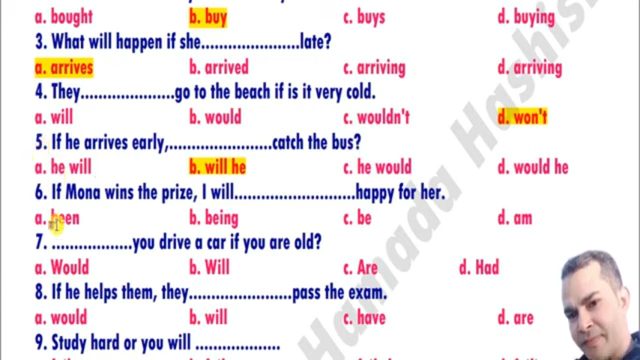 a. bought b. buy c. buys d. buying
3. What will happen if she......................late?
a. arrives b. arrived c. arriving d. arriving
4. They.....................go to the beach if is it very cold.
a. will b. would c. wouldn't d. won't
5. If he arrives early,.......................catch the bus?
a. he will b. will he c. he would d. would he
6. If Mona wins the prize, I will...........................happy for her.
a. been b. being c. be d. am
7. ..................you drive a car if you are old?
a. Would b. Will c. Are d. Had
8. If he helps them, they.......................pass the exam.
a. would b. will c. have d. are
9. Study hard or you will ...................
Hamada Hashish